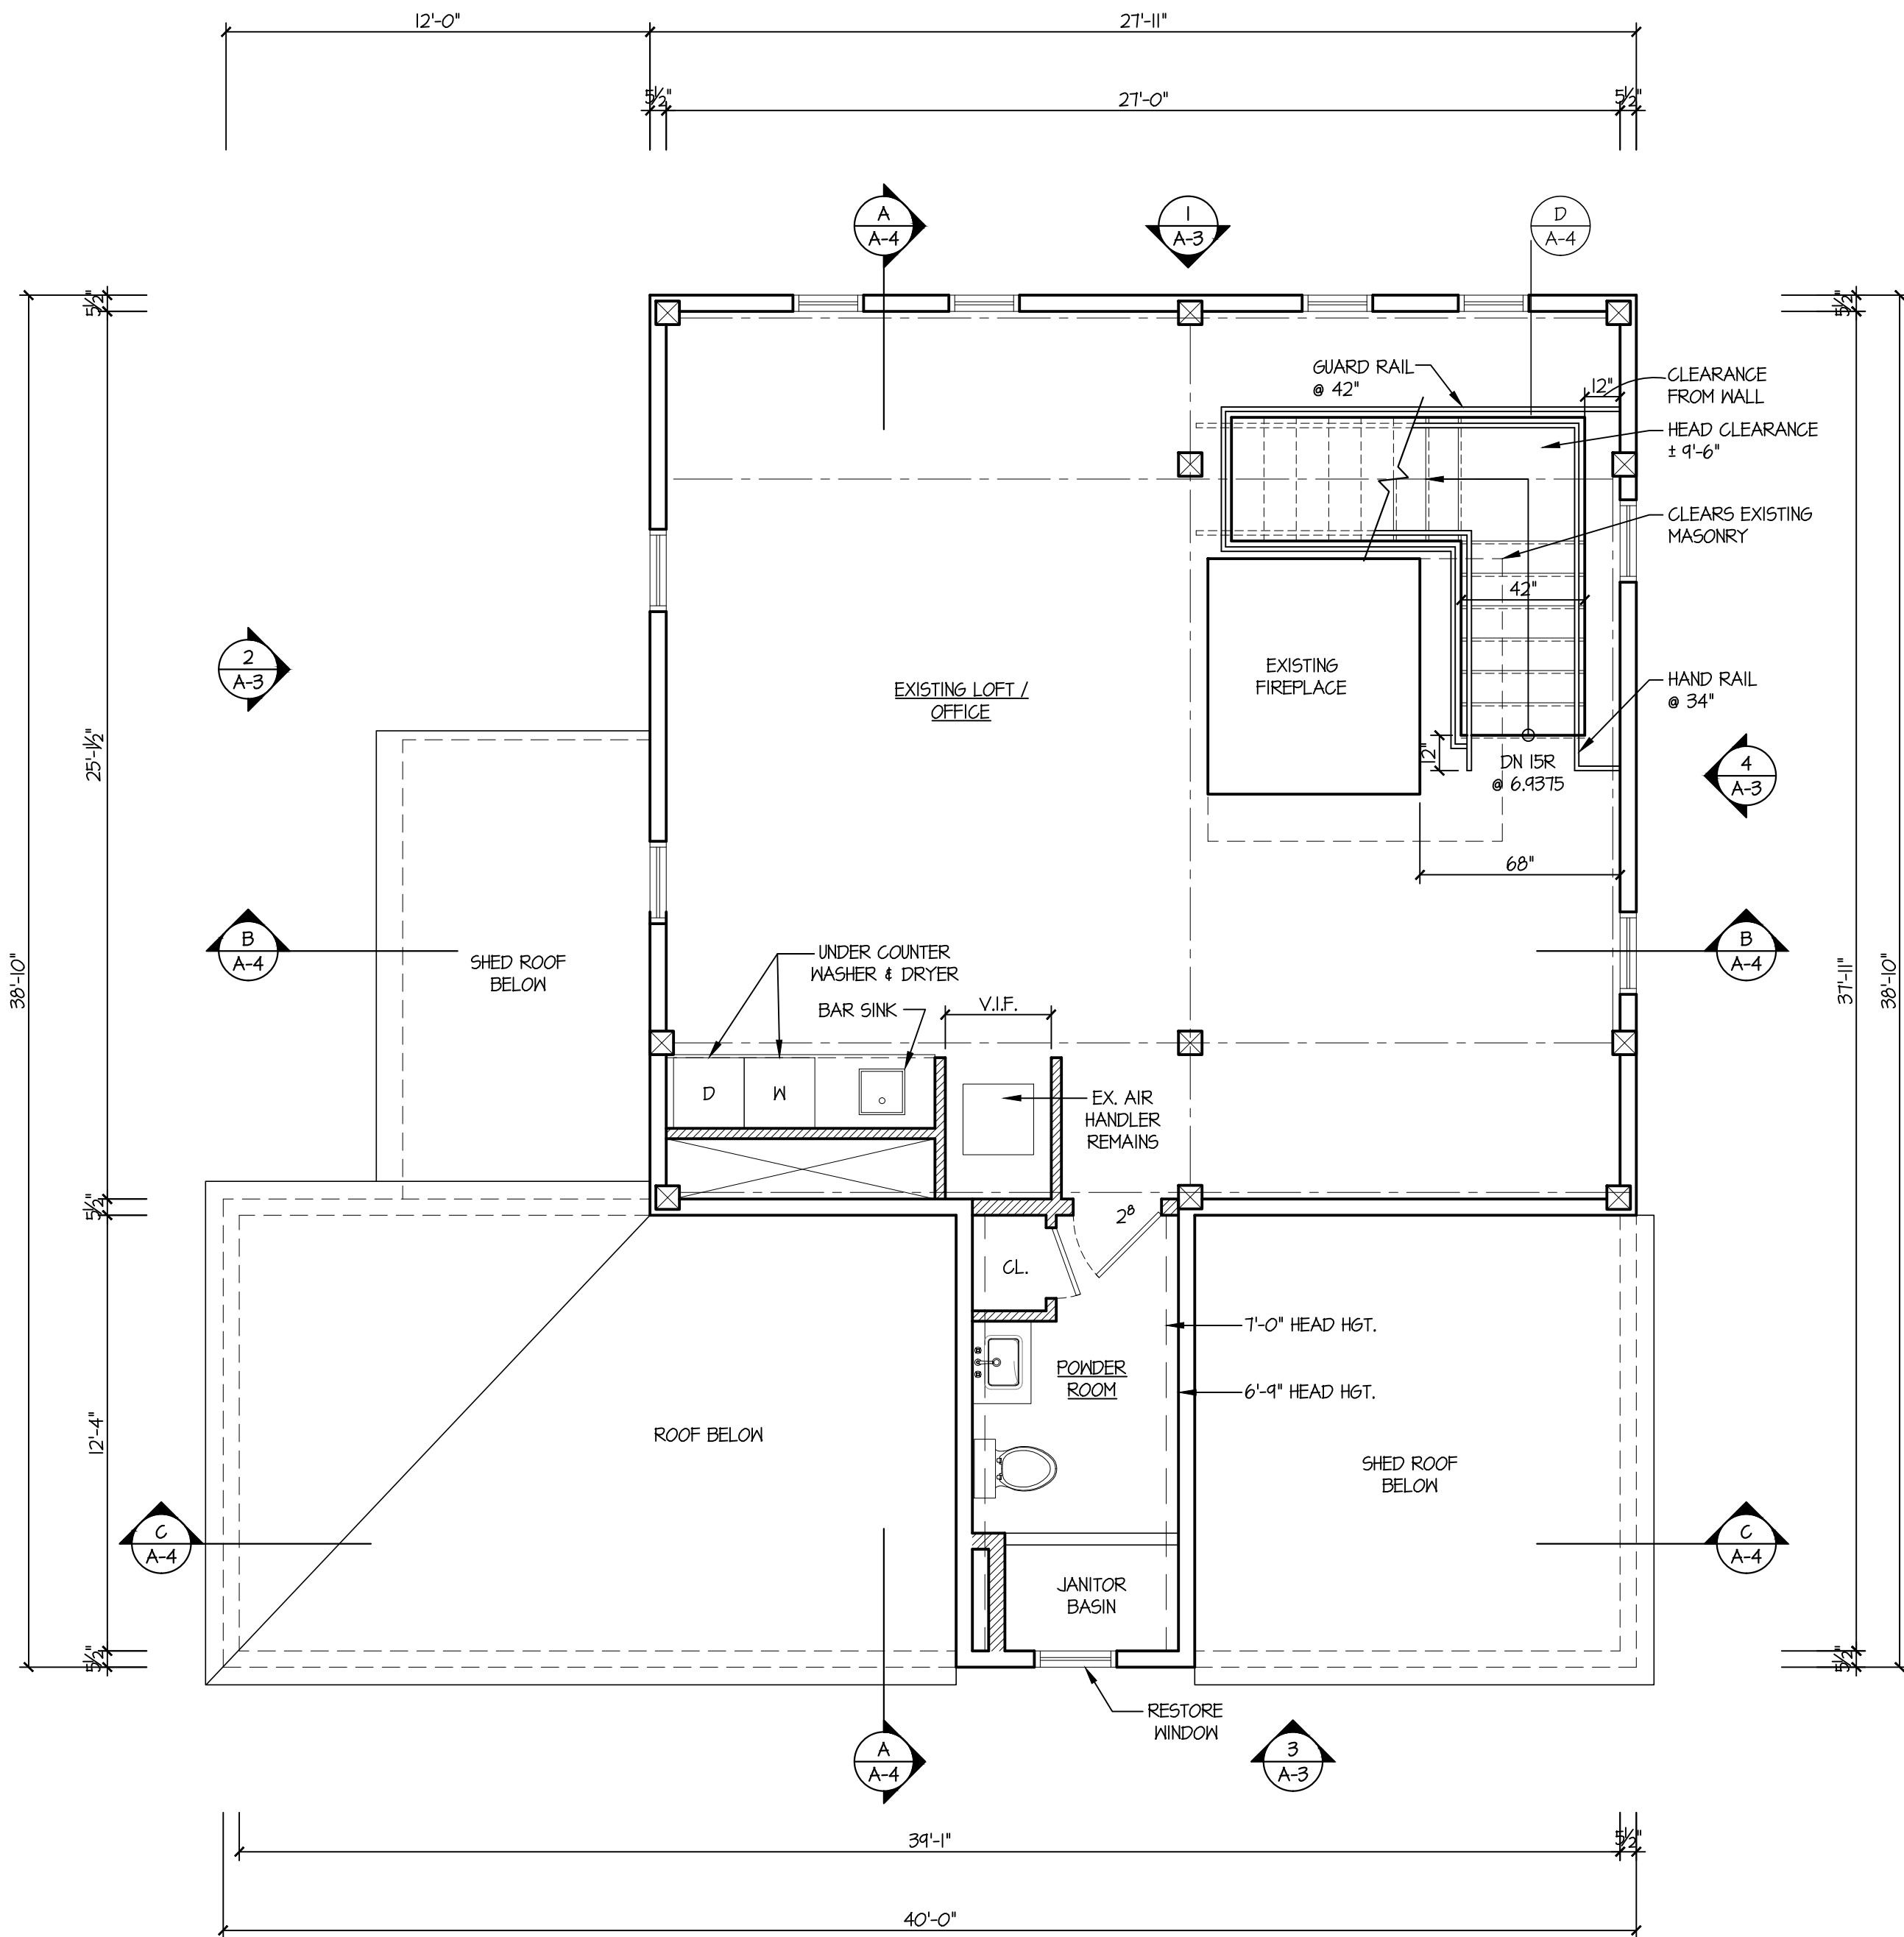 12'-0"
27'-11"
5½"
27'-0"
5½"
A
A-4
1
A-3
D
A-4
5½"
5½"
GUARD RAIL
@ 42"
12"
CLEARANCE
FROM WALL
HEAD CLEARANCE
± 9'-6"
CLEARS EXISTING
MASONRY
42"
2
A-3
EXISTING LOFT /
OFFICE
EXISTING
FIREPLACE
HAND RAIL
@ 34"
25'-1½"
12"
DN 15R
@ 6.9375
4
A-3
68"
B
A-4
SHED ROOF
BELOW
UNDER COUNTER
WASHER & DRYER
BAR SINK
V.I.F.
B
A-4
38'-10"
37'-11"
38'-10"
D
W
EX. AIR
HANDLER
REMAINS
5½"
2⁸
CL.
7'-0" HEAD HGT.
POWDER
ROOM
6'-9" HEAD HGT.
12'-4"
ROOF BELOW
SHED ROOF
BELOW
C
A-4
C
A-4
JANITOR
BASIN
5½"
5½"
RESTORE
WINDOW
A
A-4
3
A-3
39'-1"
5½"
40'-0"